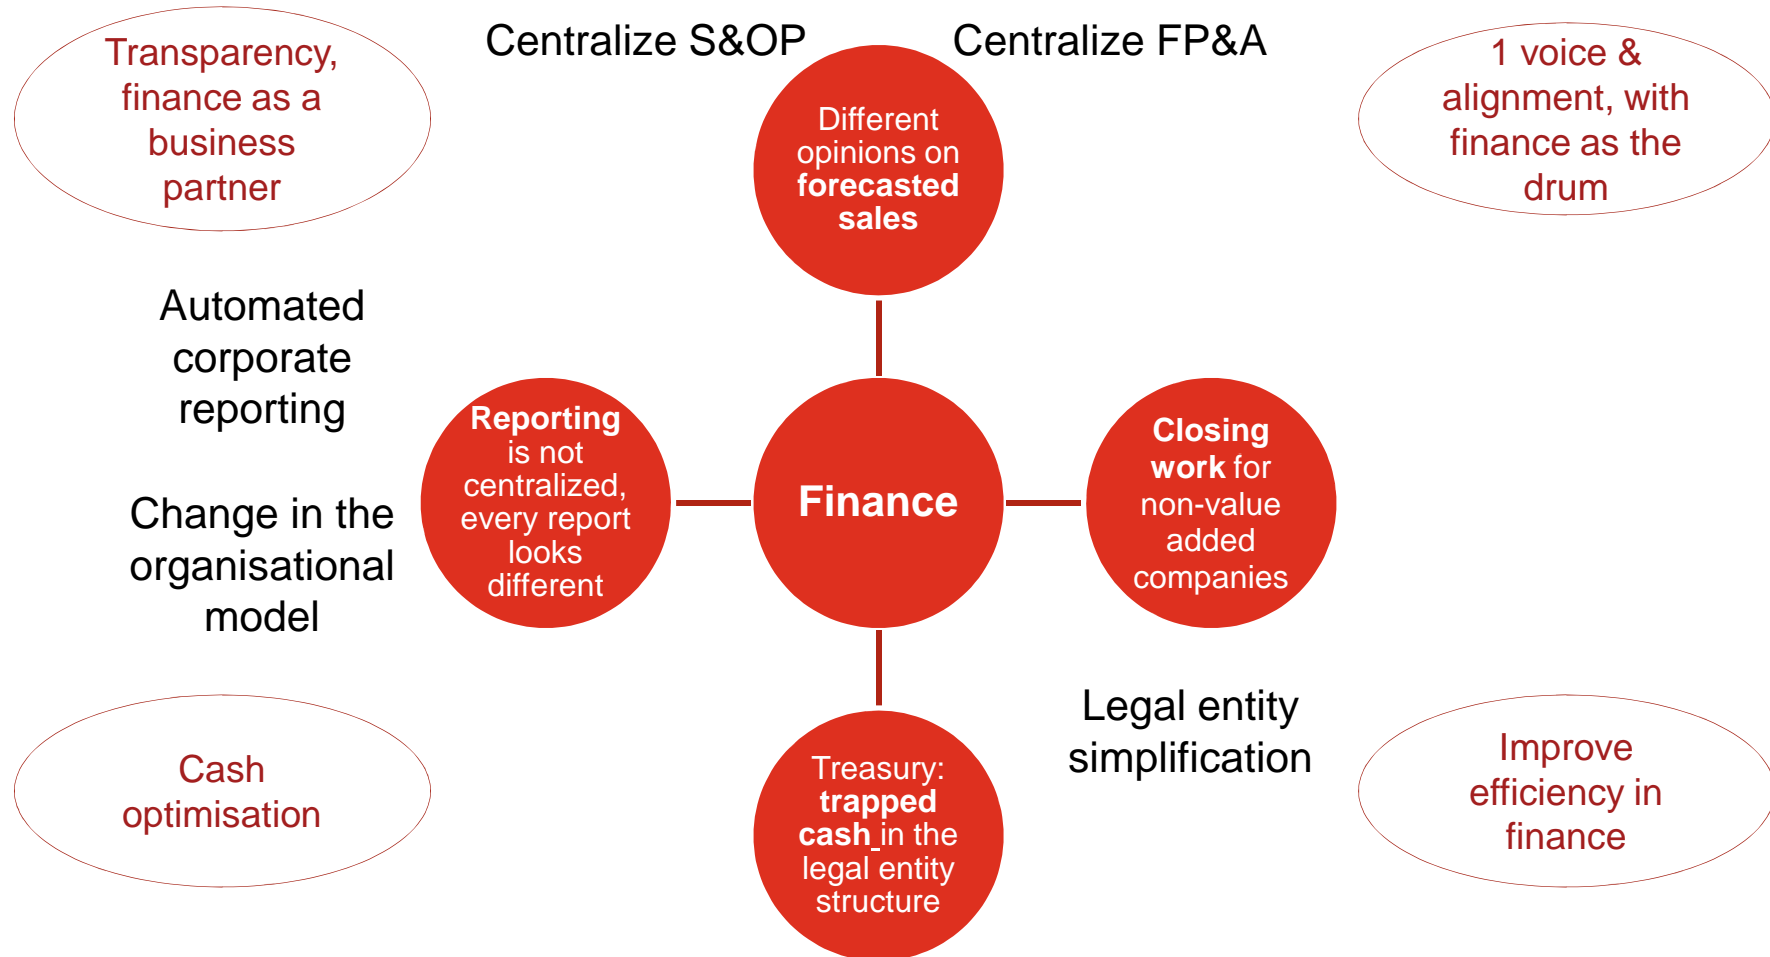 Transparency,
finance as a
business
partner
Centralize S&OP
Centralize FP&A
1 voice &
alignment, with
finance as the
drum
Different
opinions on
forecasted
sales
Automated
corporate
reporting
Change in the
organisational
model
Reporting
is not
centralized,
every report
looks
different
Finance
Closing
work for
non-value
added
companies
Cash
optimisation
Treasury:
trapped
cash in the
legal entity
structure
Legal entity
simplification
Improve
efficiency in
finance